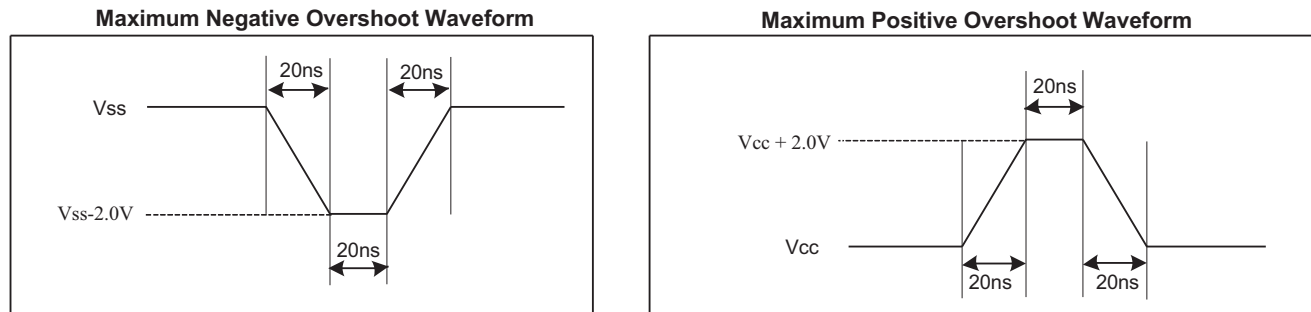 Maximum Negative Overshoot Waveform
20ns
20ns
Vss
Vss-2.0V
20ns
Maximum Positive Overshoot Waveform
20ns
Vcc + 2.0V
Vcc
20ns
20ns